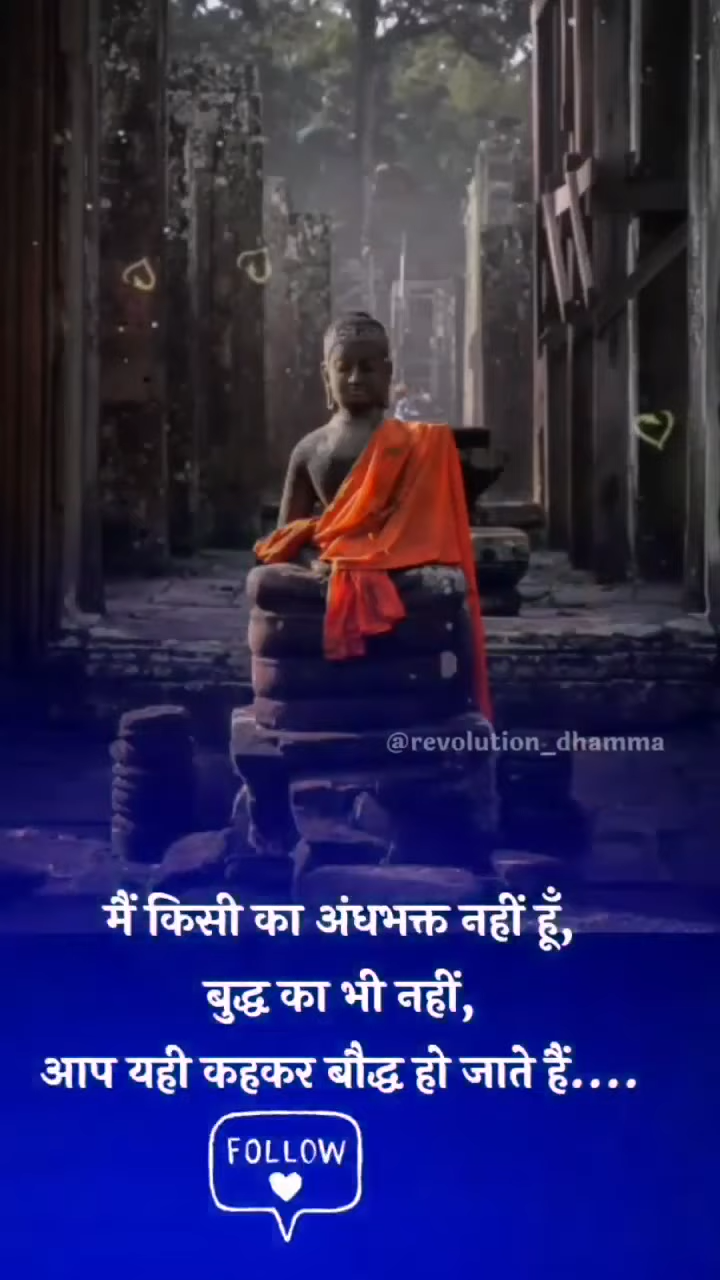 @revolution_dhamma
मैं किसी का अंधभक्त नहीं हूँ,
बुद्ध का भी नहीं,
आप यही कहकर बौद्ध हो जाते हैं....
FOLLOW